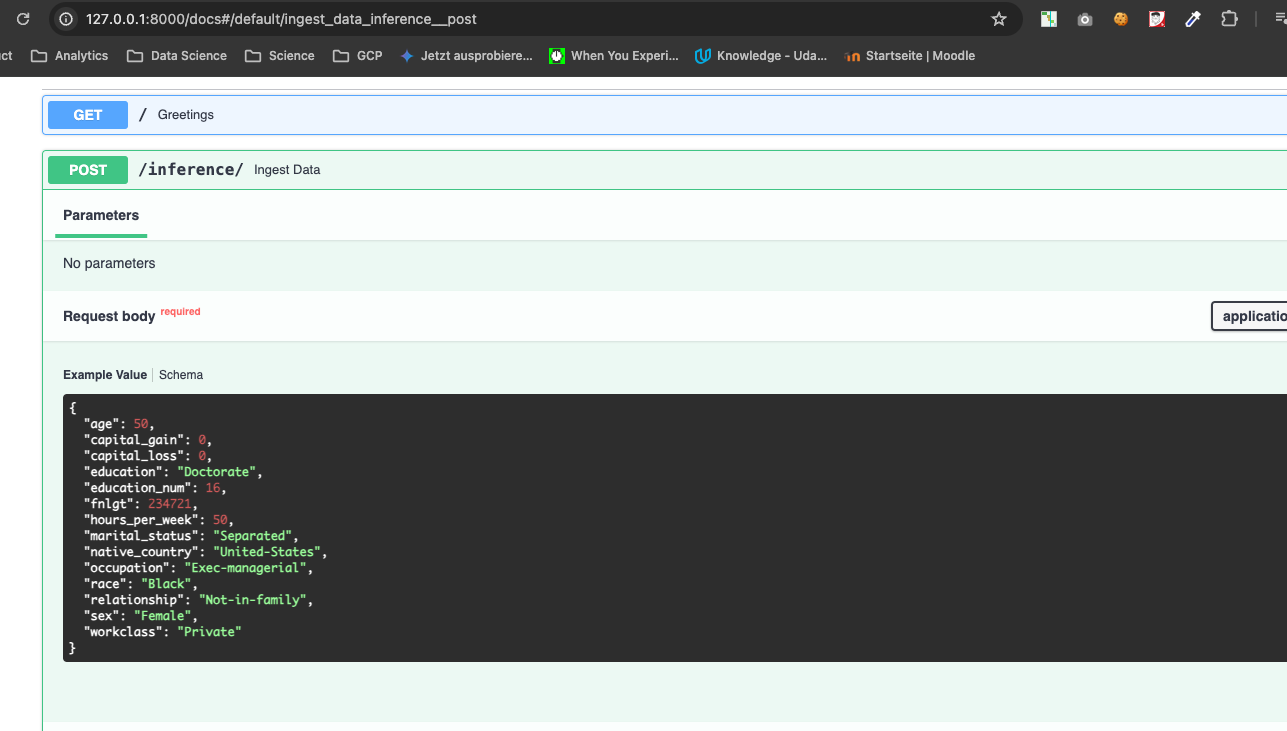 127.0.0.1:8000/docs#/default/ingest_data_inference__post
ct Analytics Data Science Science GCP Jetzt ausprobiere... When You Experi... Knowledge - Uda... Startseite | Moodle
GET / Greetings
POST /inference/ Ingest Data
Parameters
No parameters
Request body required
applicatio
Example Value Schema
{
"age": 50,
"capital_gain": 0,
"capital_loss": 0,
"education": "Doctorate",
"education_num": 16,
"fnlgt": 234721,
"hours_per_week": 50,
"marital_status": "Separated",
"native_country": "United-States",
"occupation": "Exec-managerial",
"race": "Black",
"relationship": "Not-in-family",
"sex": "Female",
"workclass": "Private"
}